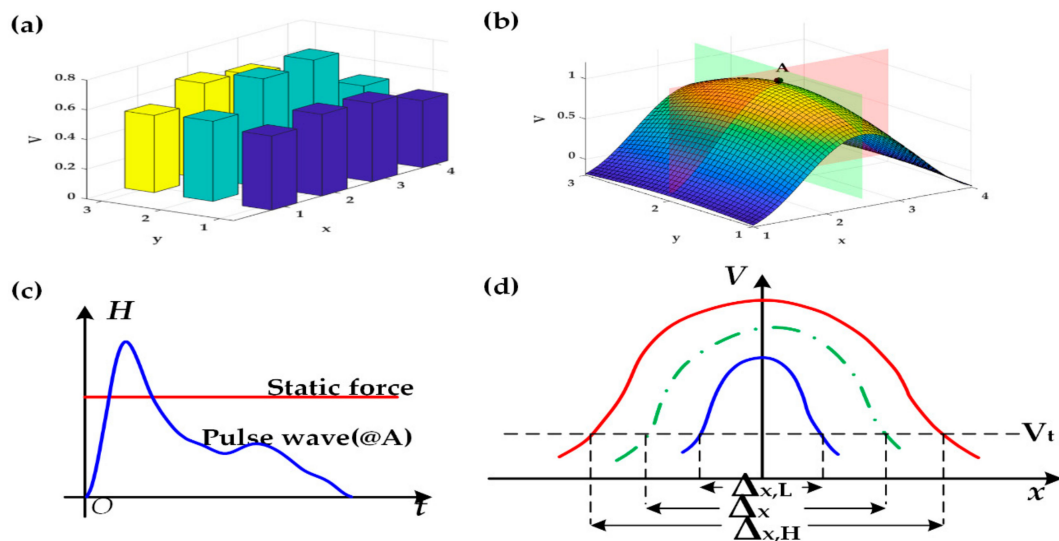 (a)
0.8
0.6
0.4
0.2
0
V
3
2
1
y
1
2
3
4
x
(b)
A
1
0.5
0
V
3
2
1
y
1
2
3
4
x
(c)
H
Static force
Pulse wave(@A)
O
t
(d)
V
Vt
Δx,L
x
Δx
Δx,H